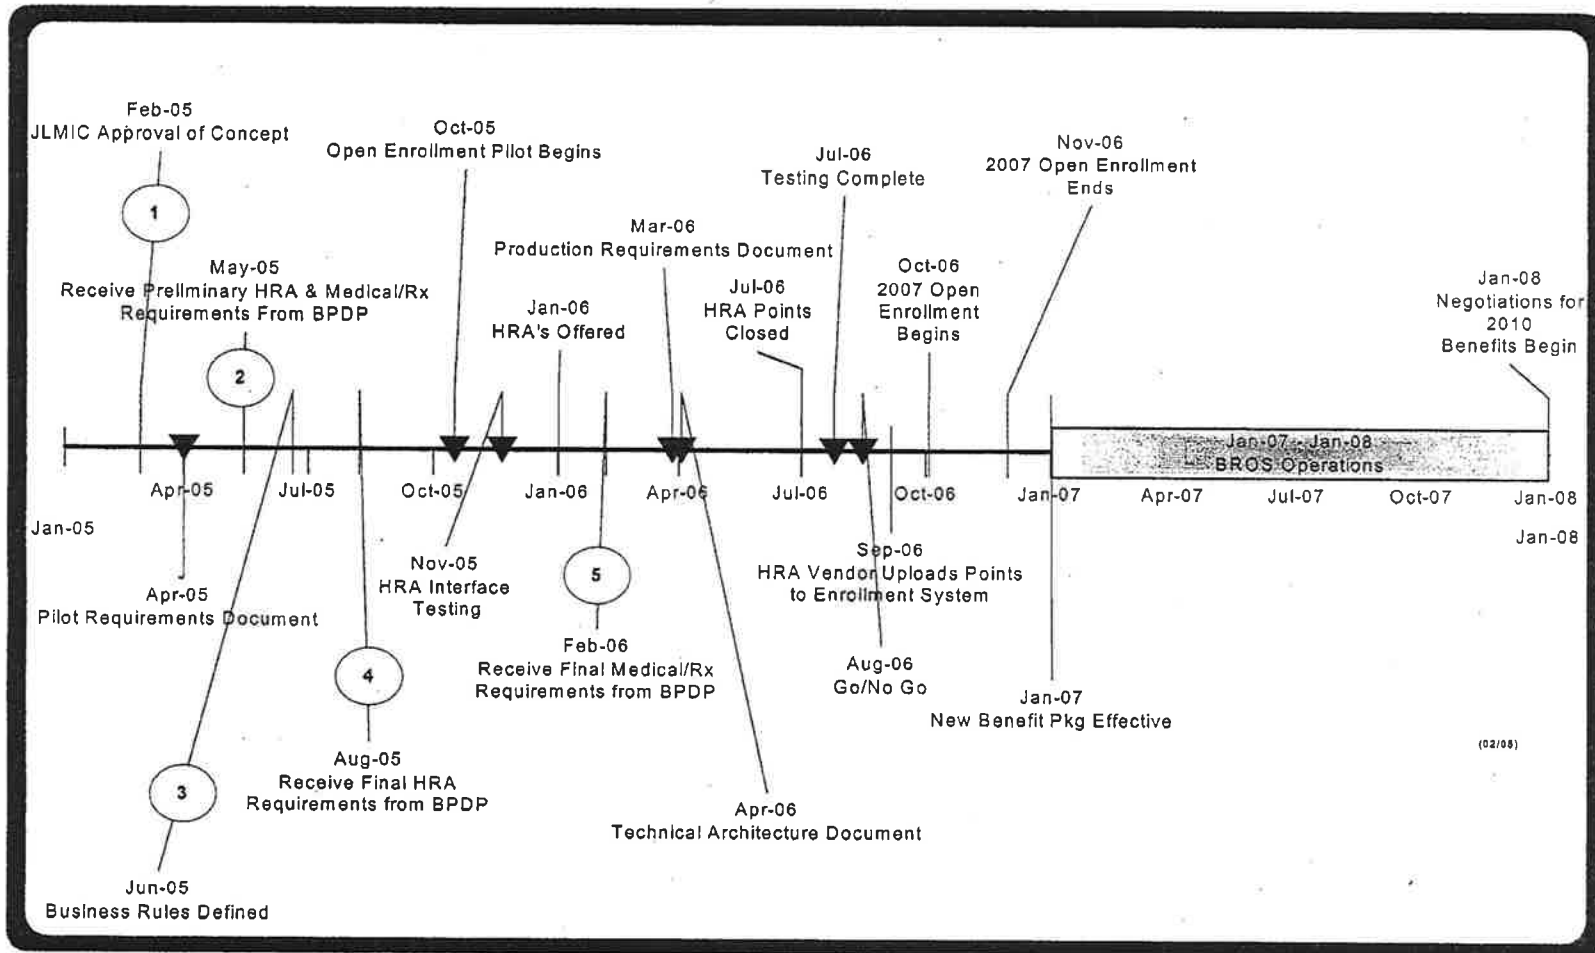 Feb-05
JLMIC Approval of Concept
1
May-05
Receive Preliminary HRA & Medical/Rx
Requirements From BPDP
2
Oct-05
Open Enrollment Pilot Begins
Jan-06
HRA's Offered
Mar-06
Production Requirements Document
Jul-06
HRA Points
Closed
Jul-06
Testing Complete
Oct-06
2007 Open
Enrollment
Begins
Nov-06
2007 Open Enrollment
Ends
Jan-08
Negotiations for
2010
Benefits Begin
Jan-07 - Jan-08
BROS Operations
Apr-05
Jul-05
Oct-05
Jan-06
Apr-06
Jul-06
Oct-06
Jan-07
Apr-07
Jul-07
Oct-07
Jan-08
Jan-05
Jan-08
Apr-05
Pilot Requirements Document
3
Jun-05
Business Rules Defined
4
Aug-05
Receive Final HRA
Requirements from BPDP
Nov-05
HRA Interface
Testing
5
Feb-06
Receive Final Medical/Rx
Requirements from BPDP
Apr-06
Technical Architecture Document
Aug-06
Go/No Go
Sep-06
HRA Vendor Uploads Points
to Enrollment System
Jan-07
New Benefit Pkg Effective
(02/05)